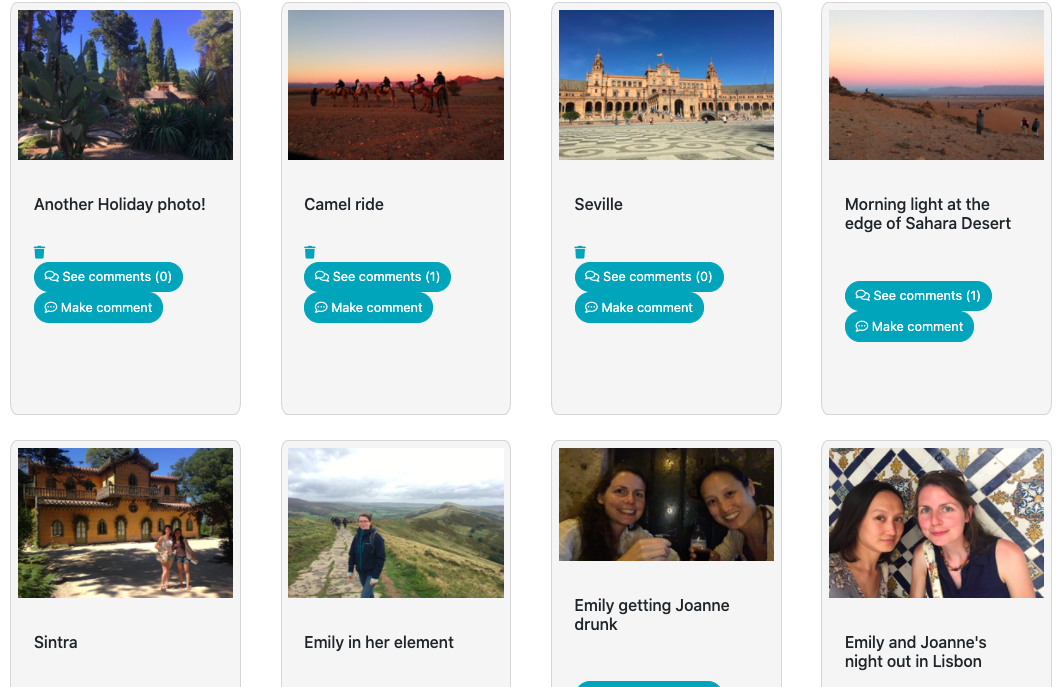 Another Holiday photo!
See comments (0)
Make comment
Camel ride
See comments (1)
Make comment
Seville
See comments (0)
Make comment
Morning light at the
edge of Sahara Desert
See comments (1)
Make comment
Sintra
Emily in her element
Emily getting Joanne
drunk
Emily and Joanne's
night out in Lisbon